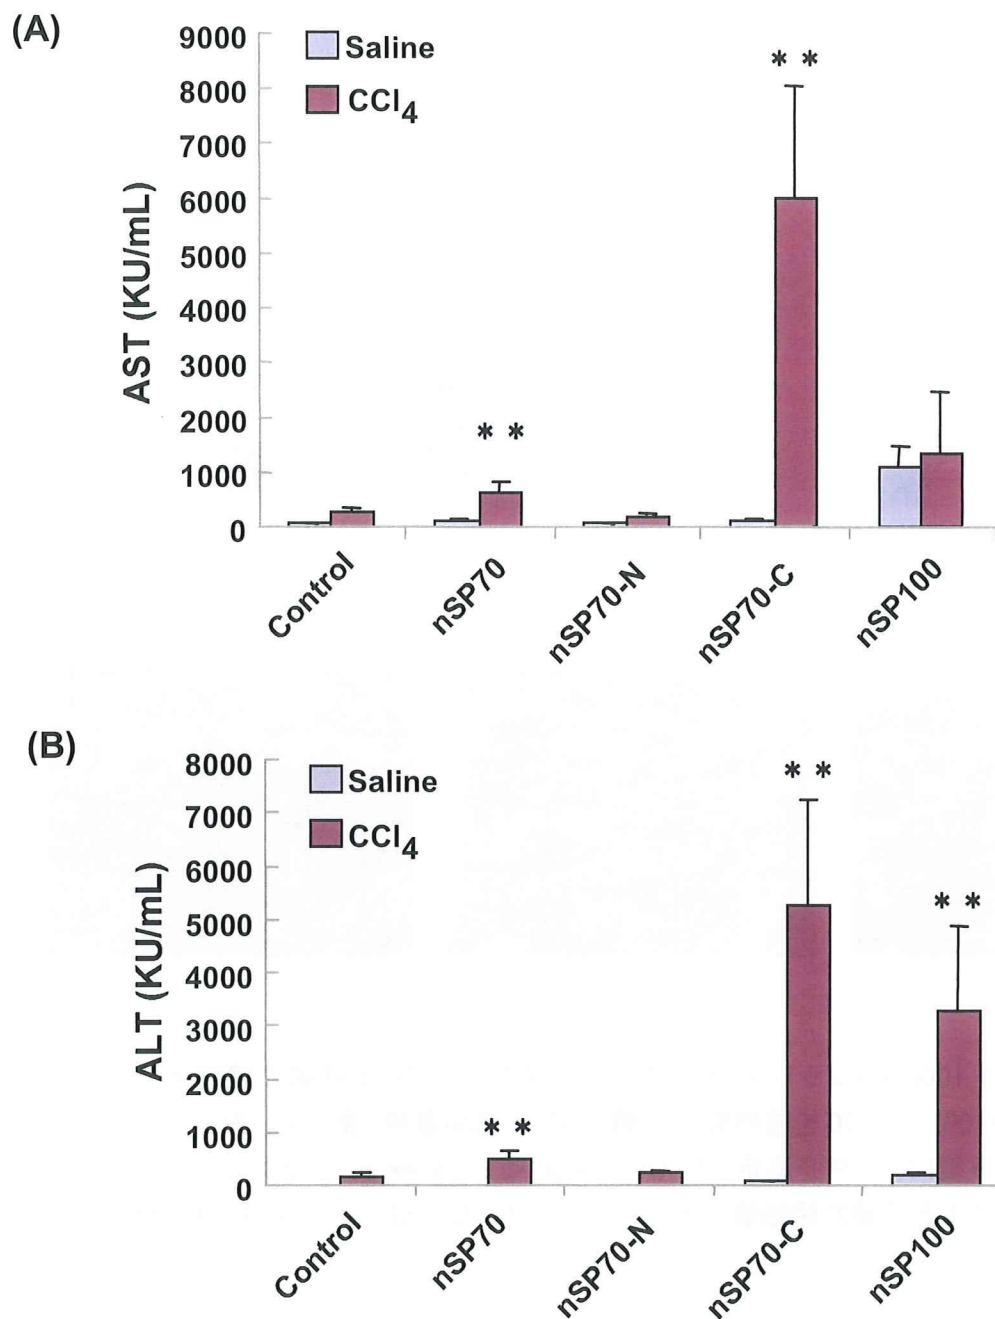 (A)
AST (KU/mL)
9000
8000
7000
6000
5000
4000
3000
2000
1000
0
Saline
CCl4
* *
* *
Control
nSP70
nSP70-N
nSP70-C
nSP100
(B)
ALT (KU/mL)
8000
7000
6000
5000
4000
3000
2000
1000
0
Saline
CCl4
* *
* *
* *
Control
nSP70
nSP70-N
nSP70-C
nSP100